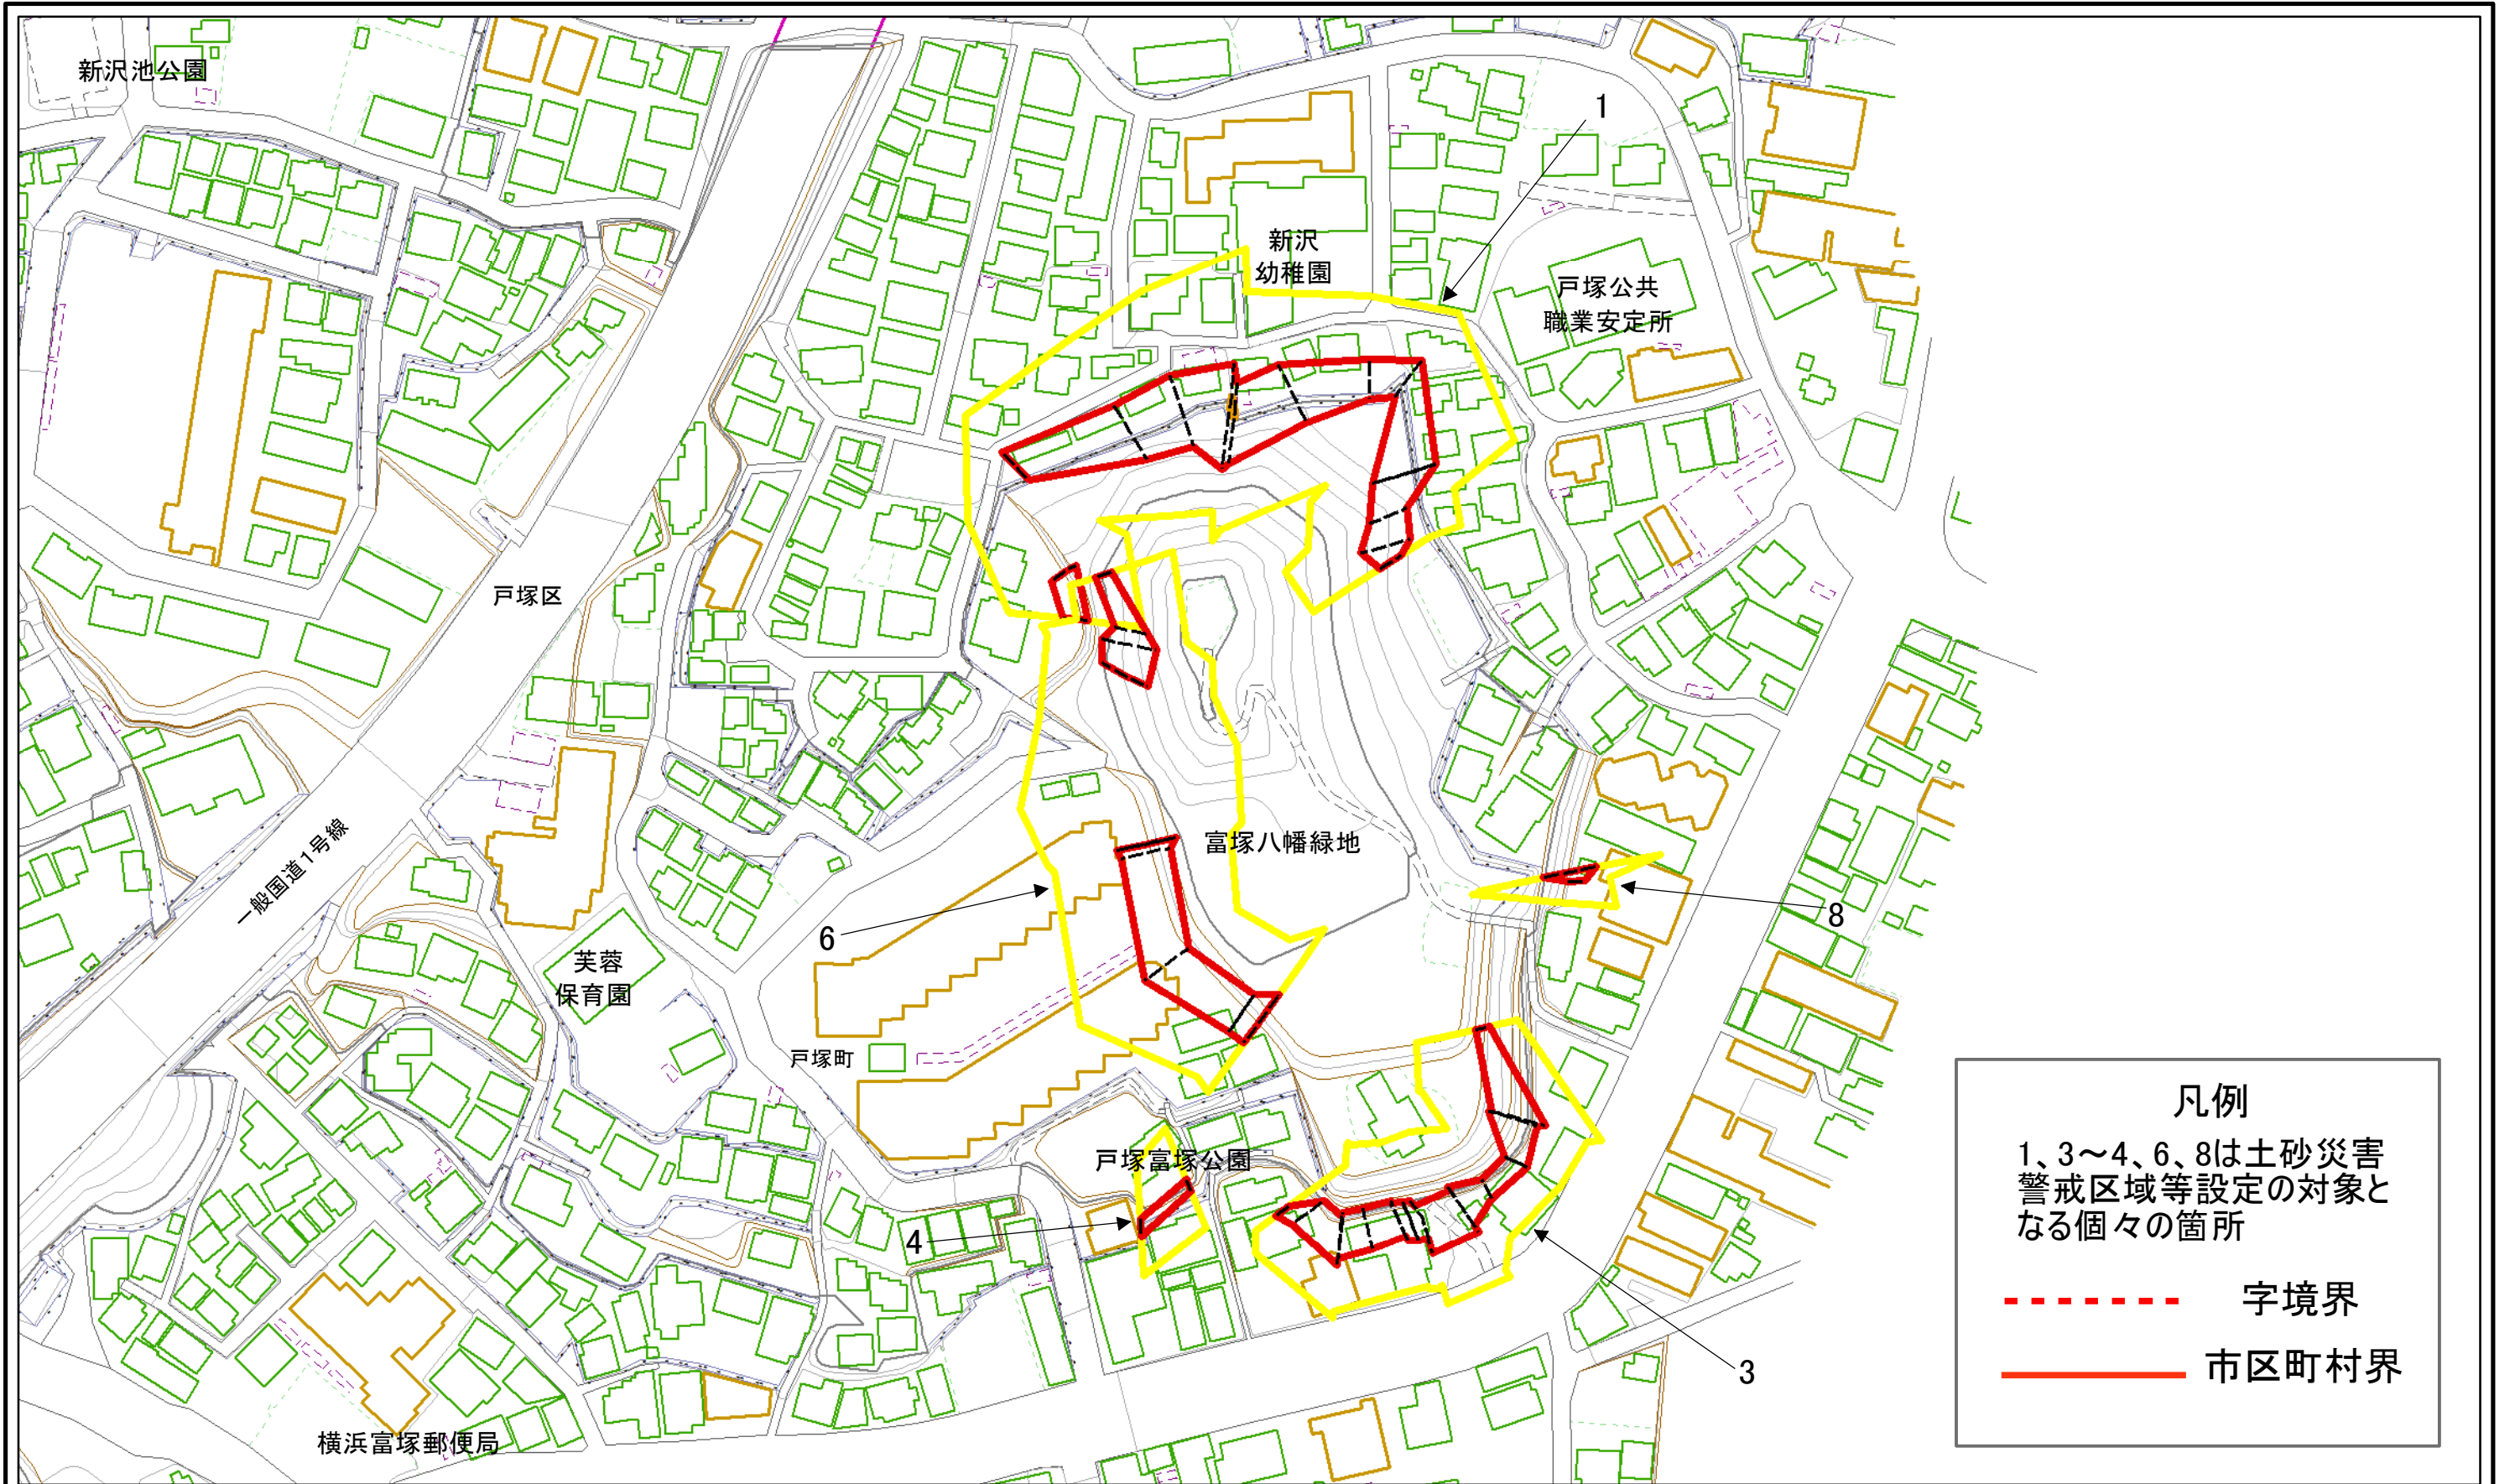 新沢池公園
1
新沢
幼稚園
戸塚公共
職業安定所
戸塚区
富塚八幡緑地
一般国道1号線
6
8
芙蓉
保育園
戸塚町
戸塚富塚公園
4
3
横浜富塚郵便局
凡例
1、3～4、6、8は土砂災害
警戒区域等設定の対象と
なる個々の箇所
字境界
市区町村界